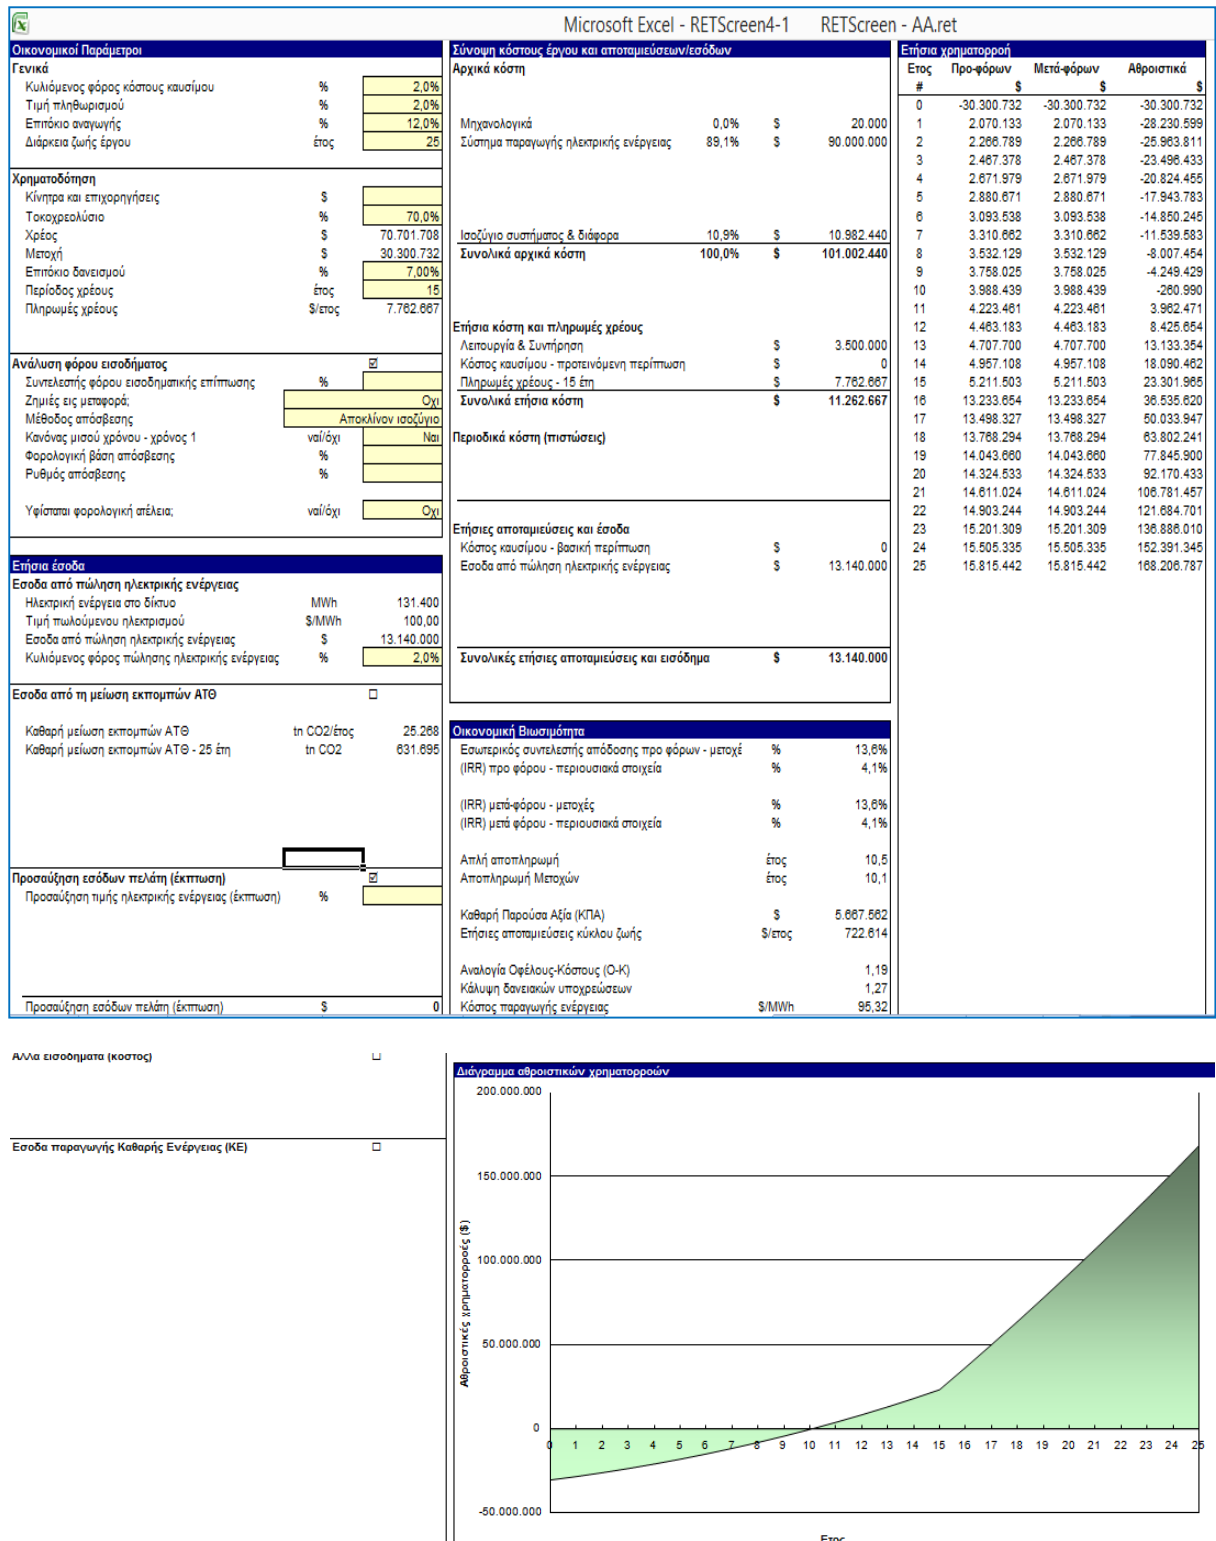 Microsoft Excel - RETScreen4-1 RETScreen - AA.ret
Οικονομικοί Παράμετροι
Γενικά
Κυλιόμενος φόρος κόστους καυσίμου % 2,0%
Τιμή πληθωρισμού % 2,0%
Επιτόκιο αναγωγής % 12,0%
Διάρκεια ζωής έργου έτος 25
Χρηματοδότηση
Κίνητρα και επιχορηγήσεις $
Τοκοχρεολύσιο % 70,0%
Χρέος $ 70.701.708
Μετοχή $ 30.300.732
Επιτόκιο δανεισμού % 7,00%
Περίοδος χρέους έτος 15
Πληρωμές χρέους $/ετος 7.762.667
Ανάλυση φόρου εισοδήματος ☑
Συντελεστής φόρου εισοδηματικής επίπτωσης %
Ζημιές εις μεταφορά; Οχι
Μέθοδος απόσβεσης Αποκλίνον ισοζύγιο
Κανόνας μισού χρόνου - χρόνος 1 ναί/όχι Ναι
Φορολογική βάση απόσβεσης %
Ρυθμός απόσβεσης %
Υφίσταται φορολογική ατέλεια; ναί/όχι Οχι
Ετήσια έσοδα
Εσοδα από πώληση ηλεκτρικής ενέργειας
Ηλεκτρική ενέργεια στο δίκτυο MWh 131.400
Τιμή πωλούμενου ηλεκτρισμού $/MWh 100,00
Εσοδα από πώληση ηλεκτρικής ενέργειας $ 13.140.000
Κυλιόμενος φόρος πώλησης ηλεκτρικής ενέργειας % 2,0%
Εσοδα από τη μείωση εκπομπών ΑΤΘ ☐
Καθαρή μείωση εκπομπών ΑΤΘ tn CO2/έτος 25.268
Καθαρή μείωση εκπομπών ΑΤΘ - 25 έτη tn CO2 631.695
Προσαύξηση εσόδων πελάτη (έκπτωση) ☑
Προσαύξηση τιμής ηλεκτρικής ενέργειας (έκπτωση) %
Προσαύξηση εσόδων πελάτη (έκπτωση) $ 0
Σύνοψη κόστους έργου και αποταμιεύσεων/εσόδων
Αρχικά κόστη
Μηχανολογικά 0,0% $ 20.000
Σύστημα παραγωγής ηλεκτρικής ενέργειας 89,1% $ 90.000.000
Ισοζύγιο συστήματος & διάφορα 10,9% $ 10.982.440
Συνολικά αρχικά κόστη 100,0% $ 101.002.440
Ετήσια κόστη και πληρωμές χρέους
Λειτουργία & Συντήρηση $ 3.500.000
Κόστος καυσίμου - προτεινόμενη περίπτωση $ 0
Πληρωμές χρέους - 15 έτη $ 7.762.667
Συνολικά ετήσια κόστη $ 11.262.667
Περιοδικά κόστη (πιστώσεις)
Ετήσιες αποταμιεύσεις και έσοδα
Κόστος καυσίμου - βασική περίπτωση $ 0
Εσοδα από πώληση ηλεκτρικής ενέργειας $ 13.140.000
Συνολικές ετήσιες αποταμιεύσεις και εισόδημα $ 13.140.000
Οικονομική Βιωσιμότητα
Εσωτερικός συντελεστής απόδοσης προ φόρων - μετοχέ % 13,6%
(IRR) προ φόρου - περιουσιακά στοιχεία % 4,1%
(IRR) μετά-φόρου - μετοχές % 13,6%
(IRR) μετά φόρου - περιουσιακά στοιχεία % 4,1%
Απλή αποπληρωμή έτος 10,5
Αποπληρωμή Μετοχών έτος 10,1
Καθαρή Παρούσα Αξία (ΚΠΑ) $ 5.667.562
Ετήσιες αποταμιεύσεις κύκλου ζωής $/ετος 722.614
Αναλογία Οφέλους-Κόστους (Ο-Κ) 1,19
Κάλυψη δανειακών υποχρεώσεων 1,27
Κόστος παραγωγής ενέργειας $/MWh 95,32
Ετήσια χρηματορροή
Ετος Προ-φόρων Μετά-φόρων Αθροιστικά
# $ $ $
0 -30.300.732 -30.300.732 -30.300.732
1 2.070.133 2.070.133 -28.230.599
2 2.266.789 2.266.789 -25.963.811
3 2.467.378 2.467.378 -23.496.433
4 2.671.979 2.671.979 -20.824.455
5 2.880.671 2.880.671 -17.943.783
6 3.093.538 3.093.538 -14.850.245
7 3.310.662 3.310.662 -11.539.583
8 3.532.129 3.532.129 -8.007.454
9 3.758.025 3.758.025 -4.249.429
10 3.988.439 3.988.439 -260.990
11 4.223.461 4.223.461 3.962.471
12 4.463.183 4.463.183 8.425.654
13 4.707.700 4.707.700 13.133.354
14 4.957.108 4.957.108 18.090.462
15 5.211.503 5.211.503 23.301.965
16 13.233.654 13.233.654 36.535.620
17 13.498.327 13.498.327 50.033.947
18 13.768.294 13.768.294 63.802.241
19 14.043.660 14.043.660 77.845.900
20 14.324.533 14.324.533 92.170.433
21 14.611.024 14.611.024 106.781.457
22 14.903.244 14.903.244 121.684.701
23 15.201.309 15.201.309 136.886.010
24 15.505.335 15.505.335 152.391.345
25 15.815.442 15.815.442 168.206.787
Αλλα εισοδήματα (κόστος) ☐
Εσοδα παραγωγής Καθαρής Ενέργειας (ΚΕ) ☐
Διάγραμμα αθροιστικών χρηματορροών
Αθροιστικές χρηματορροές ($)
200.000.000
150.000.000
100.000.000
50.000.000
0
-50.000.000
0 1 2 3 4 5 6 7 8 9 10 11 12 13 14 15 16 17 18 19 20 21 22 23 24 25
Ετος